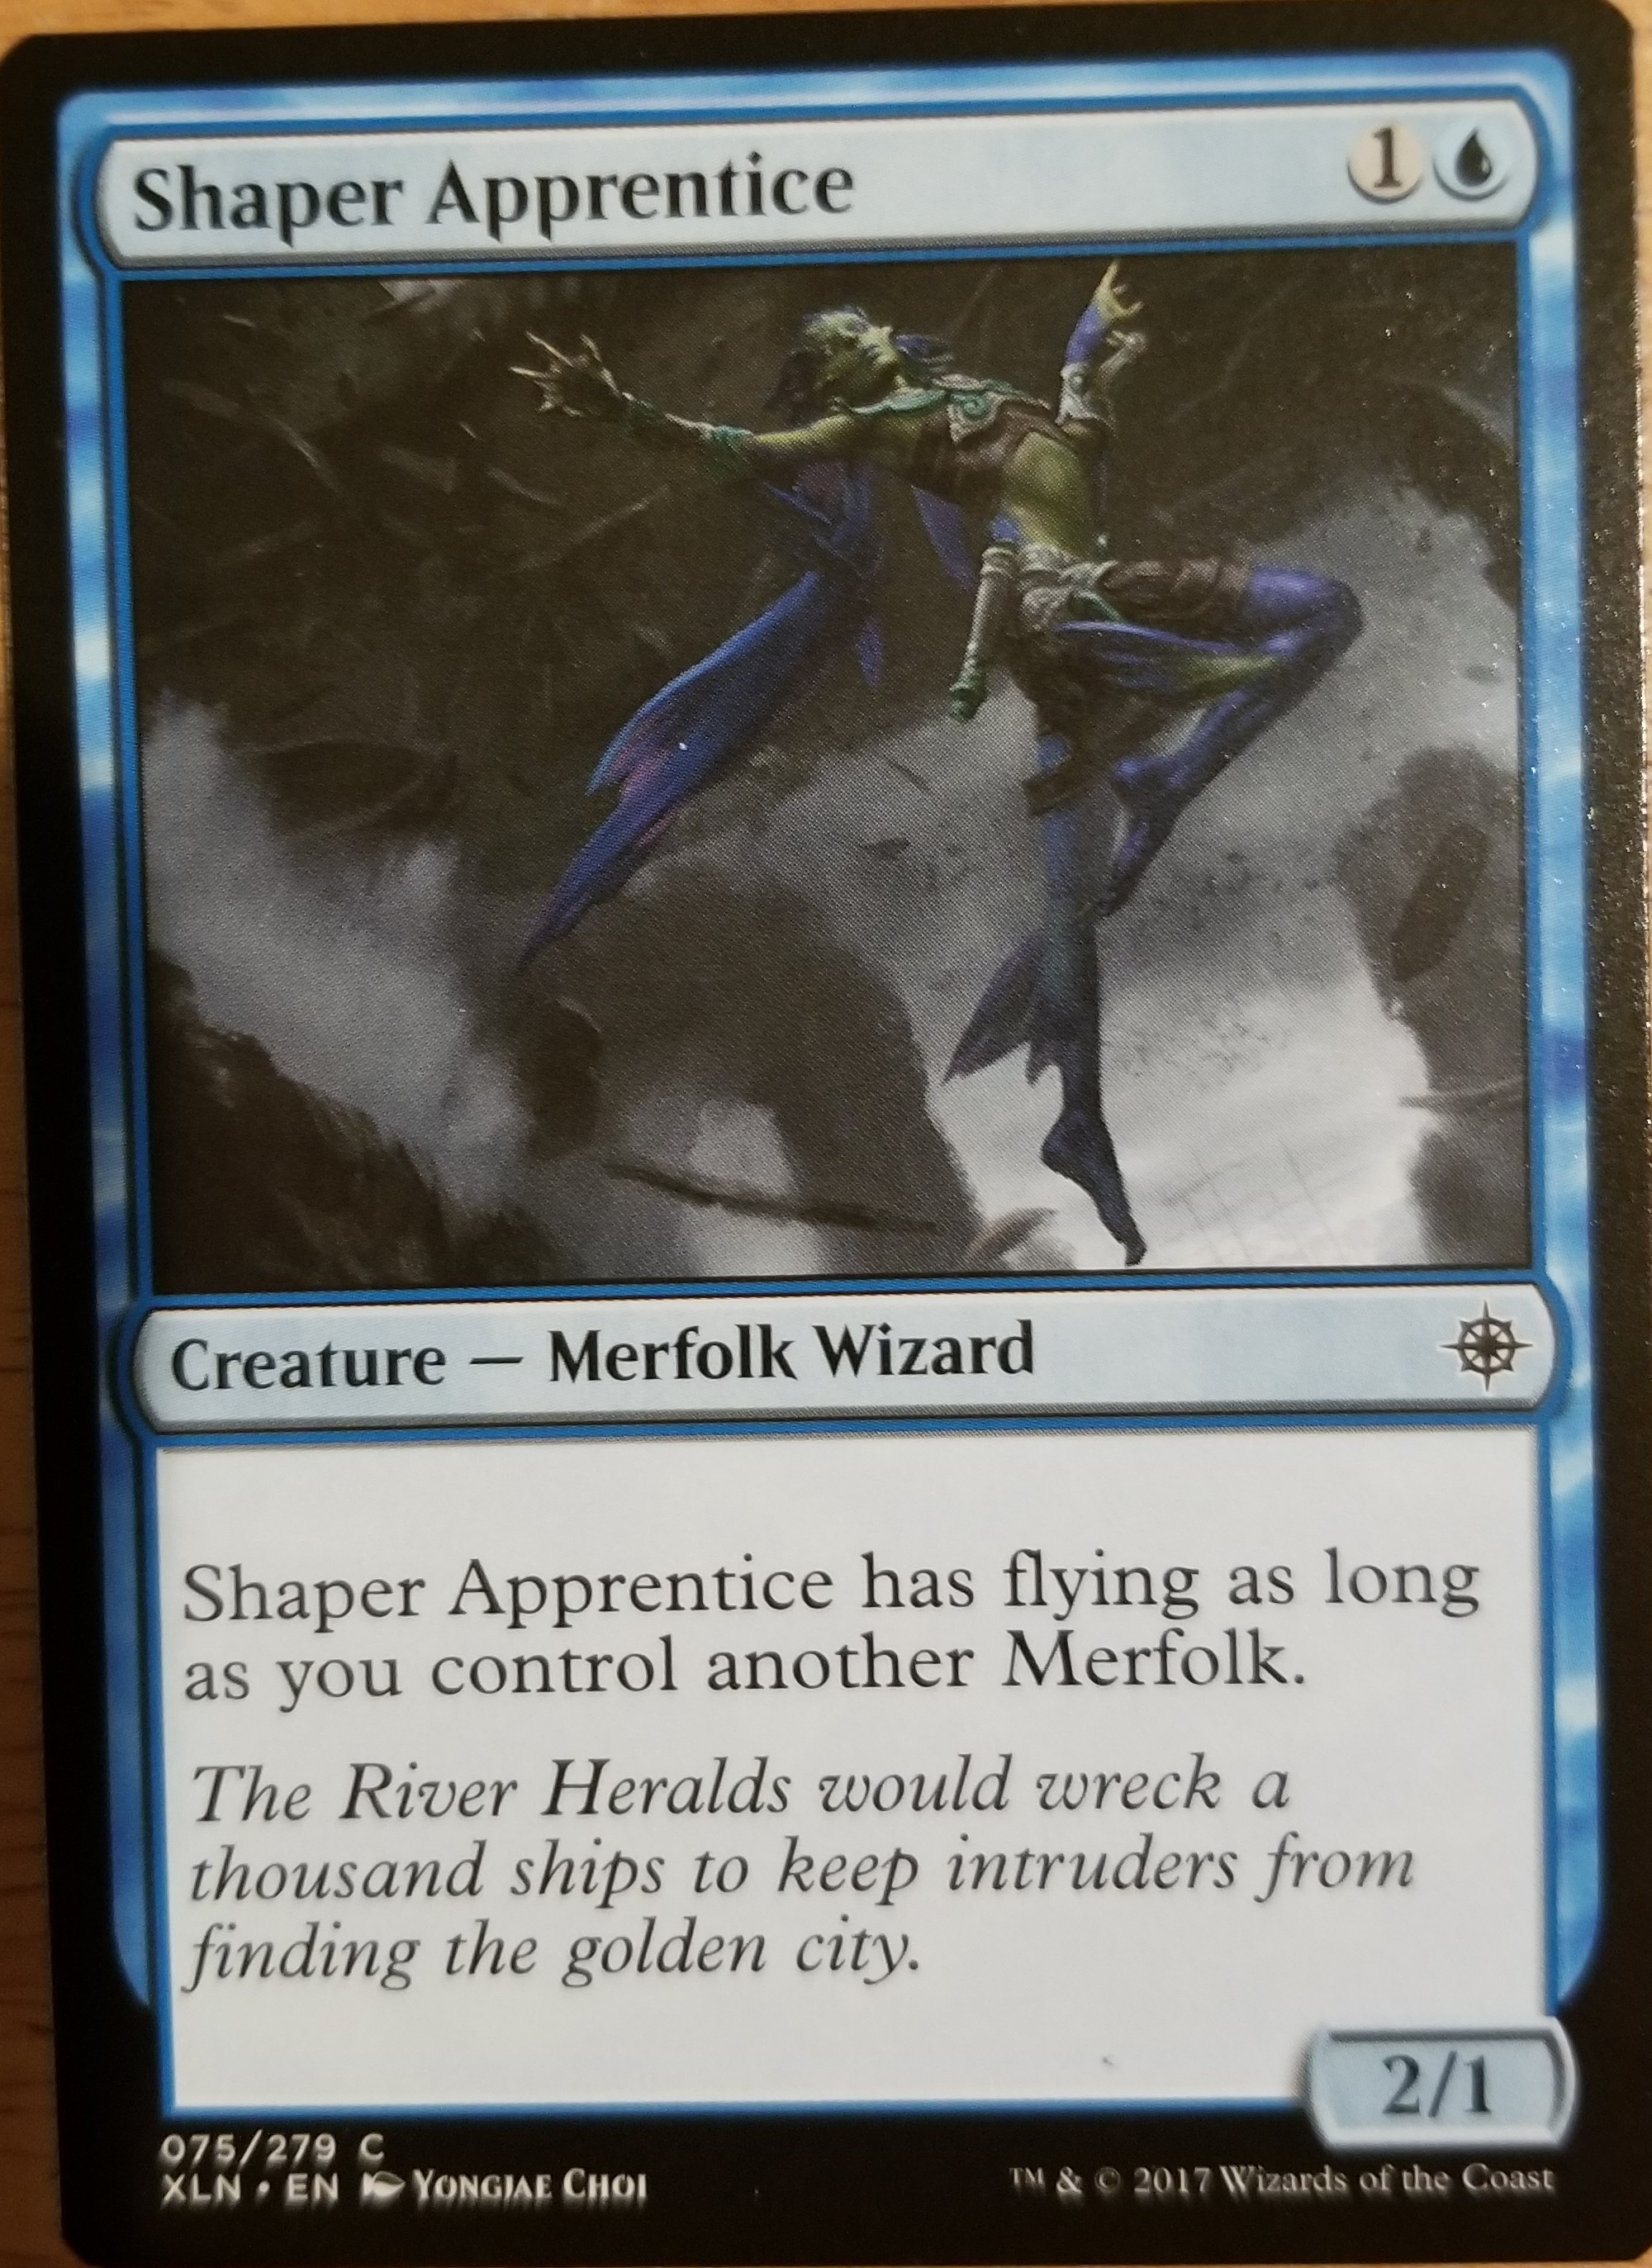 Shaper Apprentice 1
Creature — Merfolk Wizard
Shaper Apprentice has flying as long
as you control another Merfolk.
The River Heralds would wreck a
thousand ships to keep intruders from
finding the golden city.
2/1
075/279 C
XLN • EN Yongjae Choi
™ & © 2017 Wizards of the Coast